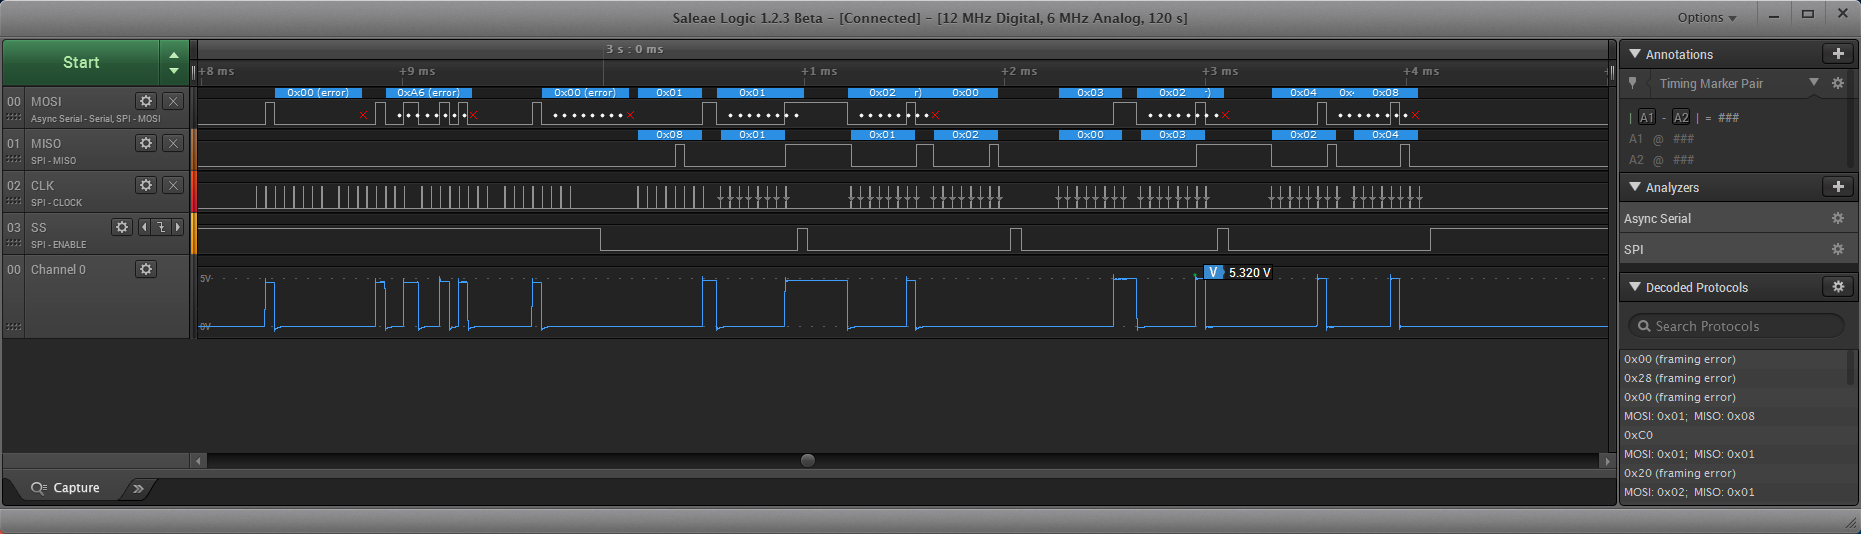 Saleae Logic 1.2.3 Beta - [Connected] - [12 MHz Digital, 6 MHz Analog, 120 s]
Options
Start
3 s : 0 ms
+8 ms +9 ms +1 ms +2 ms +3 ms +4 ms
00 MOSI
Async Serial - Serial, SPI - MOSI
0x00 (error) 0xA6 (error) 0x00 (error) 0x01 0x01 0x02 r) 0x00 0x03 0x02 -) 0x04 0x- 0x08
01 MISO
SPI - MISO
0x08 0x01 0x01 0x02 0x00 0x03 0x02 0x04
02 CLK
SPI - CLOCK
03 SS
SPI - ENABLE
00 Channel 0
5V
0V
V 5.320 V
Capture
Annotations
Timing Marker Pair
| A1 - A2 | = ###
A1 @ ###
A2 @ ###
Analyzers
Async Serial
SPI
Decoded Protocols
Search Protocols
0x00 (framing error)
0x28 (framing error)
0x00 (framing error)
MOSI: 0x01; MISO: 0x08
0xC0
MOSI: 0x01; MISO: 0x01
0x20 (framing error)
MOSI: 0x02; MISO: 0x01